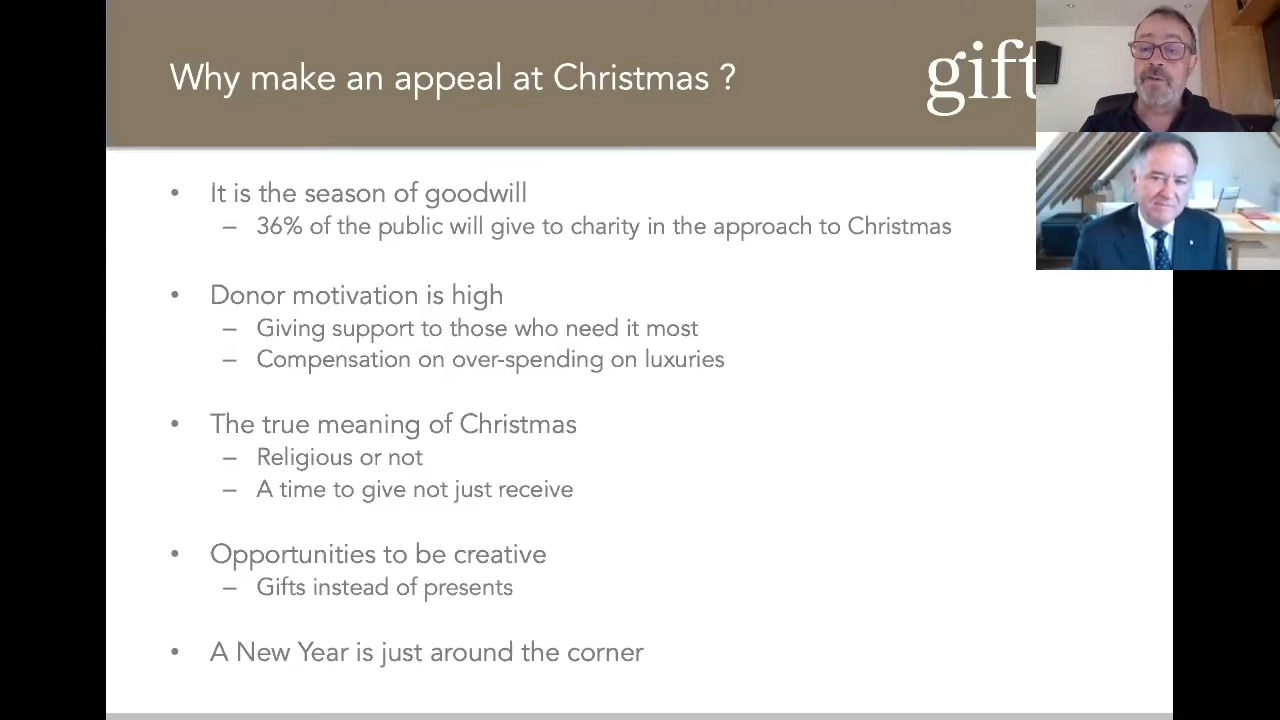 Why make an appeal at Christmas ?
gift
• It is the season of goodwill
– 36% of the public will give to charity in the approach to Christmas
• Donor motivation is high
– Giving support to those who need it most
– Compensation on over-spending on luxuries
• The true meaning of Christmas
– Religious or not
– A time to give not just receive
• Opportunities to be creative
– Gifts instead of presents
• A New Year is just around the corner